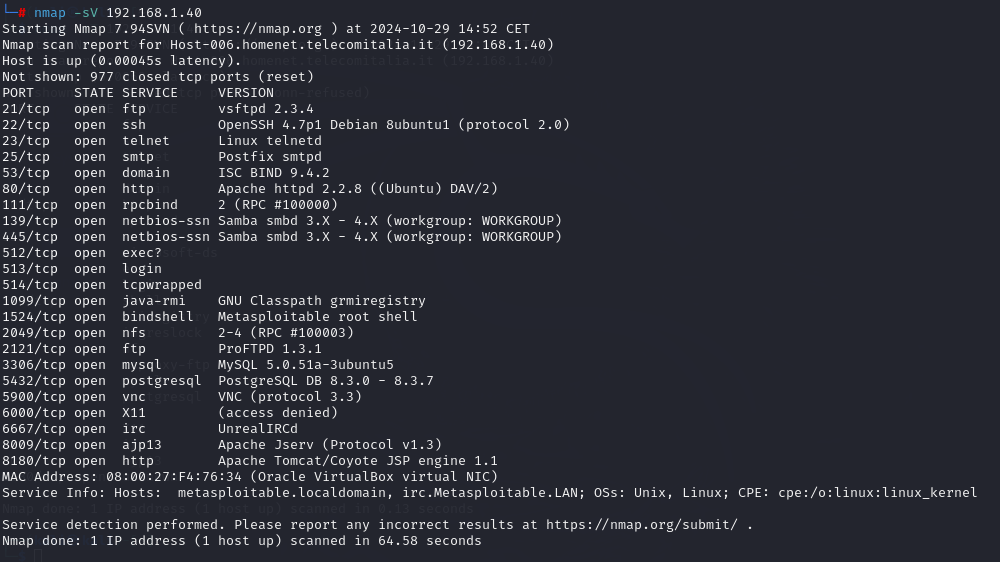 └─# nmap -sV 192.168.1.40
Starting Nmap 7.94SVN ( https://nmap.org ) at 2024-10-29 14:52 CET
Nmap scan report for Host-006.homenet.telecomitalia.it (192.168.1.40)
Host is up (0.00045s latency).
Not shown: 977 closed tcp ports (reset)
PORT     STATE SERVICE     VERSION
21/tcp   open  ftp         vsftpd 2.3.4
22/tcp   open  ssh         OpenSSH 4.7p1 Debian 8ubuntu1 (protocol 2.0)
23/tcp   open  telnet      Linux telnetd
25/tcp   open  smtp        Postfix smtpd
53/tcp   open  domain      ISC BIND 9.4.2
80/tcp   open  http        Apache httpd 2.2.8 ((Ubuntu) DAV/2)
111/tcp  open  rpcbind     2 (RPC #100000)
139/tcp  open  netbios-ssn Samba smbd 3.X - 4.X (workgroup: WORKGROUP)
445/tcp  open  netbios-ssn Samba smbd 3.X - 4.X (workgroup: WORKGROUP)
512/tcp  open  exec?
513/tcp  open  login
514/tcp  open  tcpwrapped
1099/tcp open  java-rmi    GNU Classpath grmiregistry
1524/tcp open  bindshell   Metasploitable root shell
2049/tcp open  nfs         2-4 (RPC #100003)
2121/tcp open  ftp         ProFTPD 1.3.1
3306/tcp open  mysql       MySQL 5.0.51a-3ubuntu5
5432/tcp open  postgresql  PostgreSQL DB 8.3.0 - 8.3.7
5900/tcp open  vnc         VNC (protocol 3.3)
6000/tcp open  X11         (access denied)
6667/tcp open  irc         UnrealIRCd
8009/tcp open  ajp13       Apache Jserv (Protocol v1.3)
8180/tcp open  http        Apache Tomcat/Coyote JSP engine 1.1
MAC Address: 08:00:27:F4:76:34 (Oracle VirtualBox virtual NIC)
Service Info: Hosts:  metasploitable.localdomain, irc.Metasploitable.LAN; OSs: Unix, Linux; CPE: cpe:/o:linux:linux_kernel
Service detection performed. Please report any incorrect results at https://nmap.org/submit/ .
Nmap done: 1 IP address (1 host up) scanned in 64.58 seconds